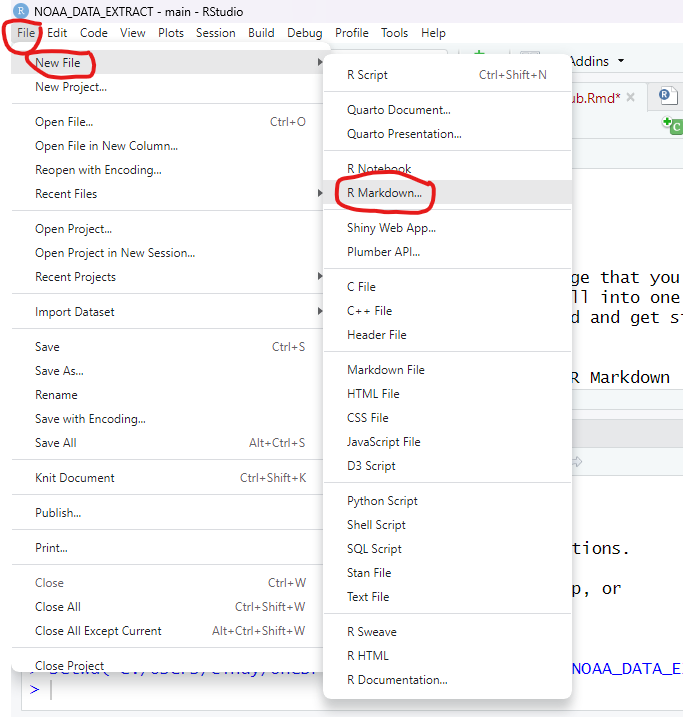 NOAA_DATA_EXTRACT - main - RStudio
File Edit Code View Plots Session Build Debug Profile Tools Help
New File
New Project...
Open File... Ctrl+O
Open File in New Column...
Reopen with Encoding...
Recent Files
Open Project...
Open Project in New Session...
Recent Projects
Import Dataset
Save Ctrl+S
Save As...
Rename
Save with Encoding...
Save All Alt+Ctrl+S
Knit Document Ctrl+Shift+K
Publish...
Print...
Close Ctrl+W
Close All Ctrl+Shift+W
Close All Except Current Alt+Ctrl+Shift+W
Close Project
R Script Ctrl+Shift+N
Quarto Document...
Quarto Presentation...
R Notebook
R Markdown...
Shiny Web App...
Plumber API...
C File
C++ File
Header File
Markdown File
HTML File
CSS File
JavaScript File
D3 Script
Python Script
Shell Script
SQL Script
Stan File
Text File
R Sweave
R HTML
R Documentation...
Addins
ub.Rmd*
ge that you
ll into one
d and get s
R Markdown
tions.
p, or
NOAA_DATA_E
>